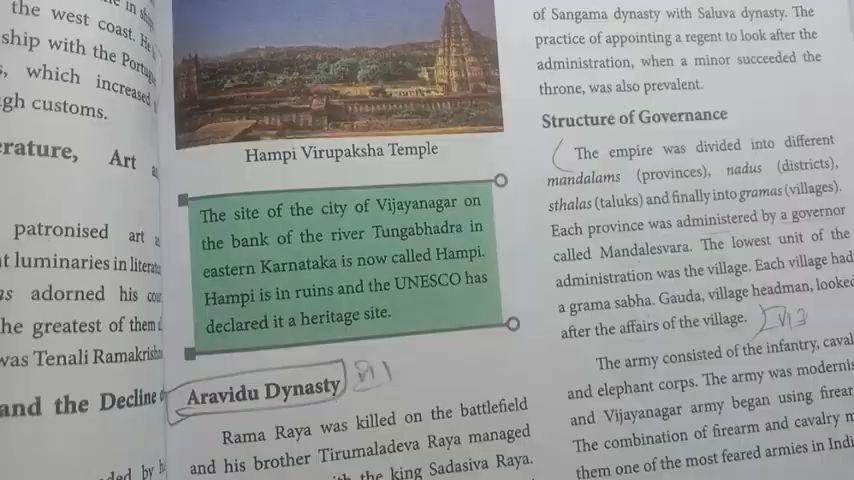 in
the west coast. He
ship with the
s, which increased
gh customs.
erature, Art
patronised art
t luminaries in
as adorned his
he greatest of them
was Tenali
and the Decline
ded by
Hampi Virupaksha Temple
The site of the city of Vijayanagar on
the bank of the river Tungabhadra in
eastern Karnataka is now called Hampi.
Hampi is in ruins and the UNESCO has
declared it a heritage site.
Aravidu Dynasty
Rama Raya was killed on the battlefield
and his brother Tirumaladeva Raya managed
the king Sadasiva Raya.
of Sangama dynasty with Saluva dynasty. The
practice of appointing a regent to look after the
administration, when a minor succeeded the
throne, was also prevalent.
Structure of Governance
The empire was divided into different
mandalams (provinces), nadus (districts),
sthalas (taluks) and finally into gramas (villages).
Each province was administered by a governor
called Mandalesvara. The lowest unit of the
administration was the village. Each village had
a grama sabha. Gauda, village headman, looked
after the affairs of the village.
The army consisted of the infantry, caval
and elephant corps. The army was modernis
and Vijayanagar army began using firear
The combination of firearm and cavalry m
them one of the most feared armies in Indi